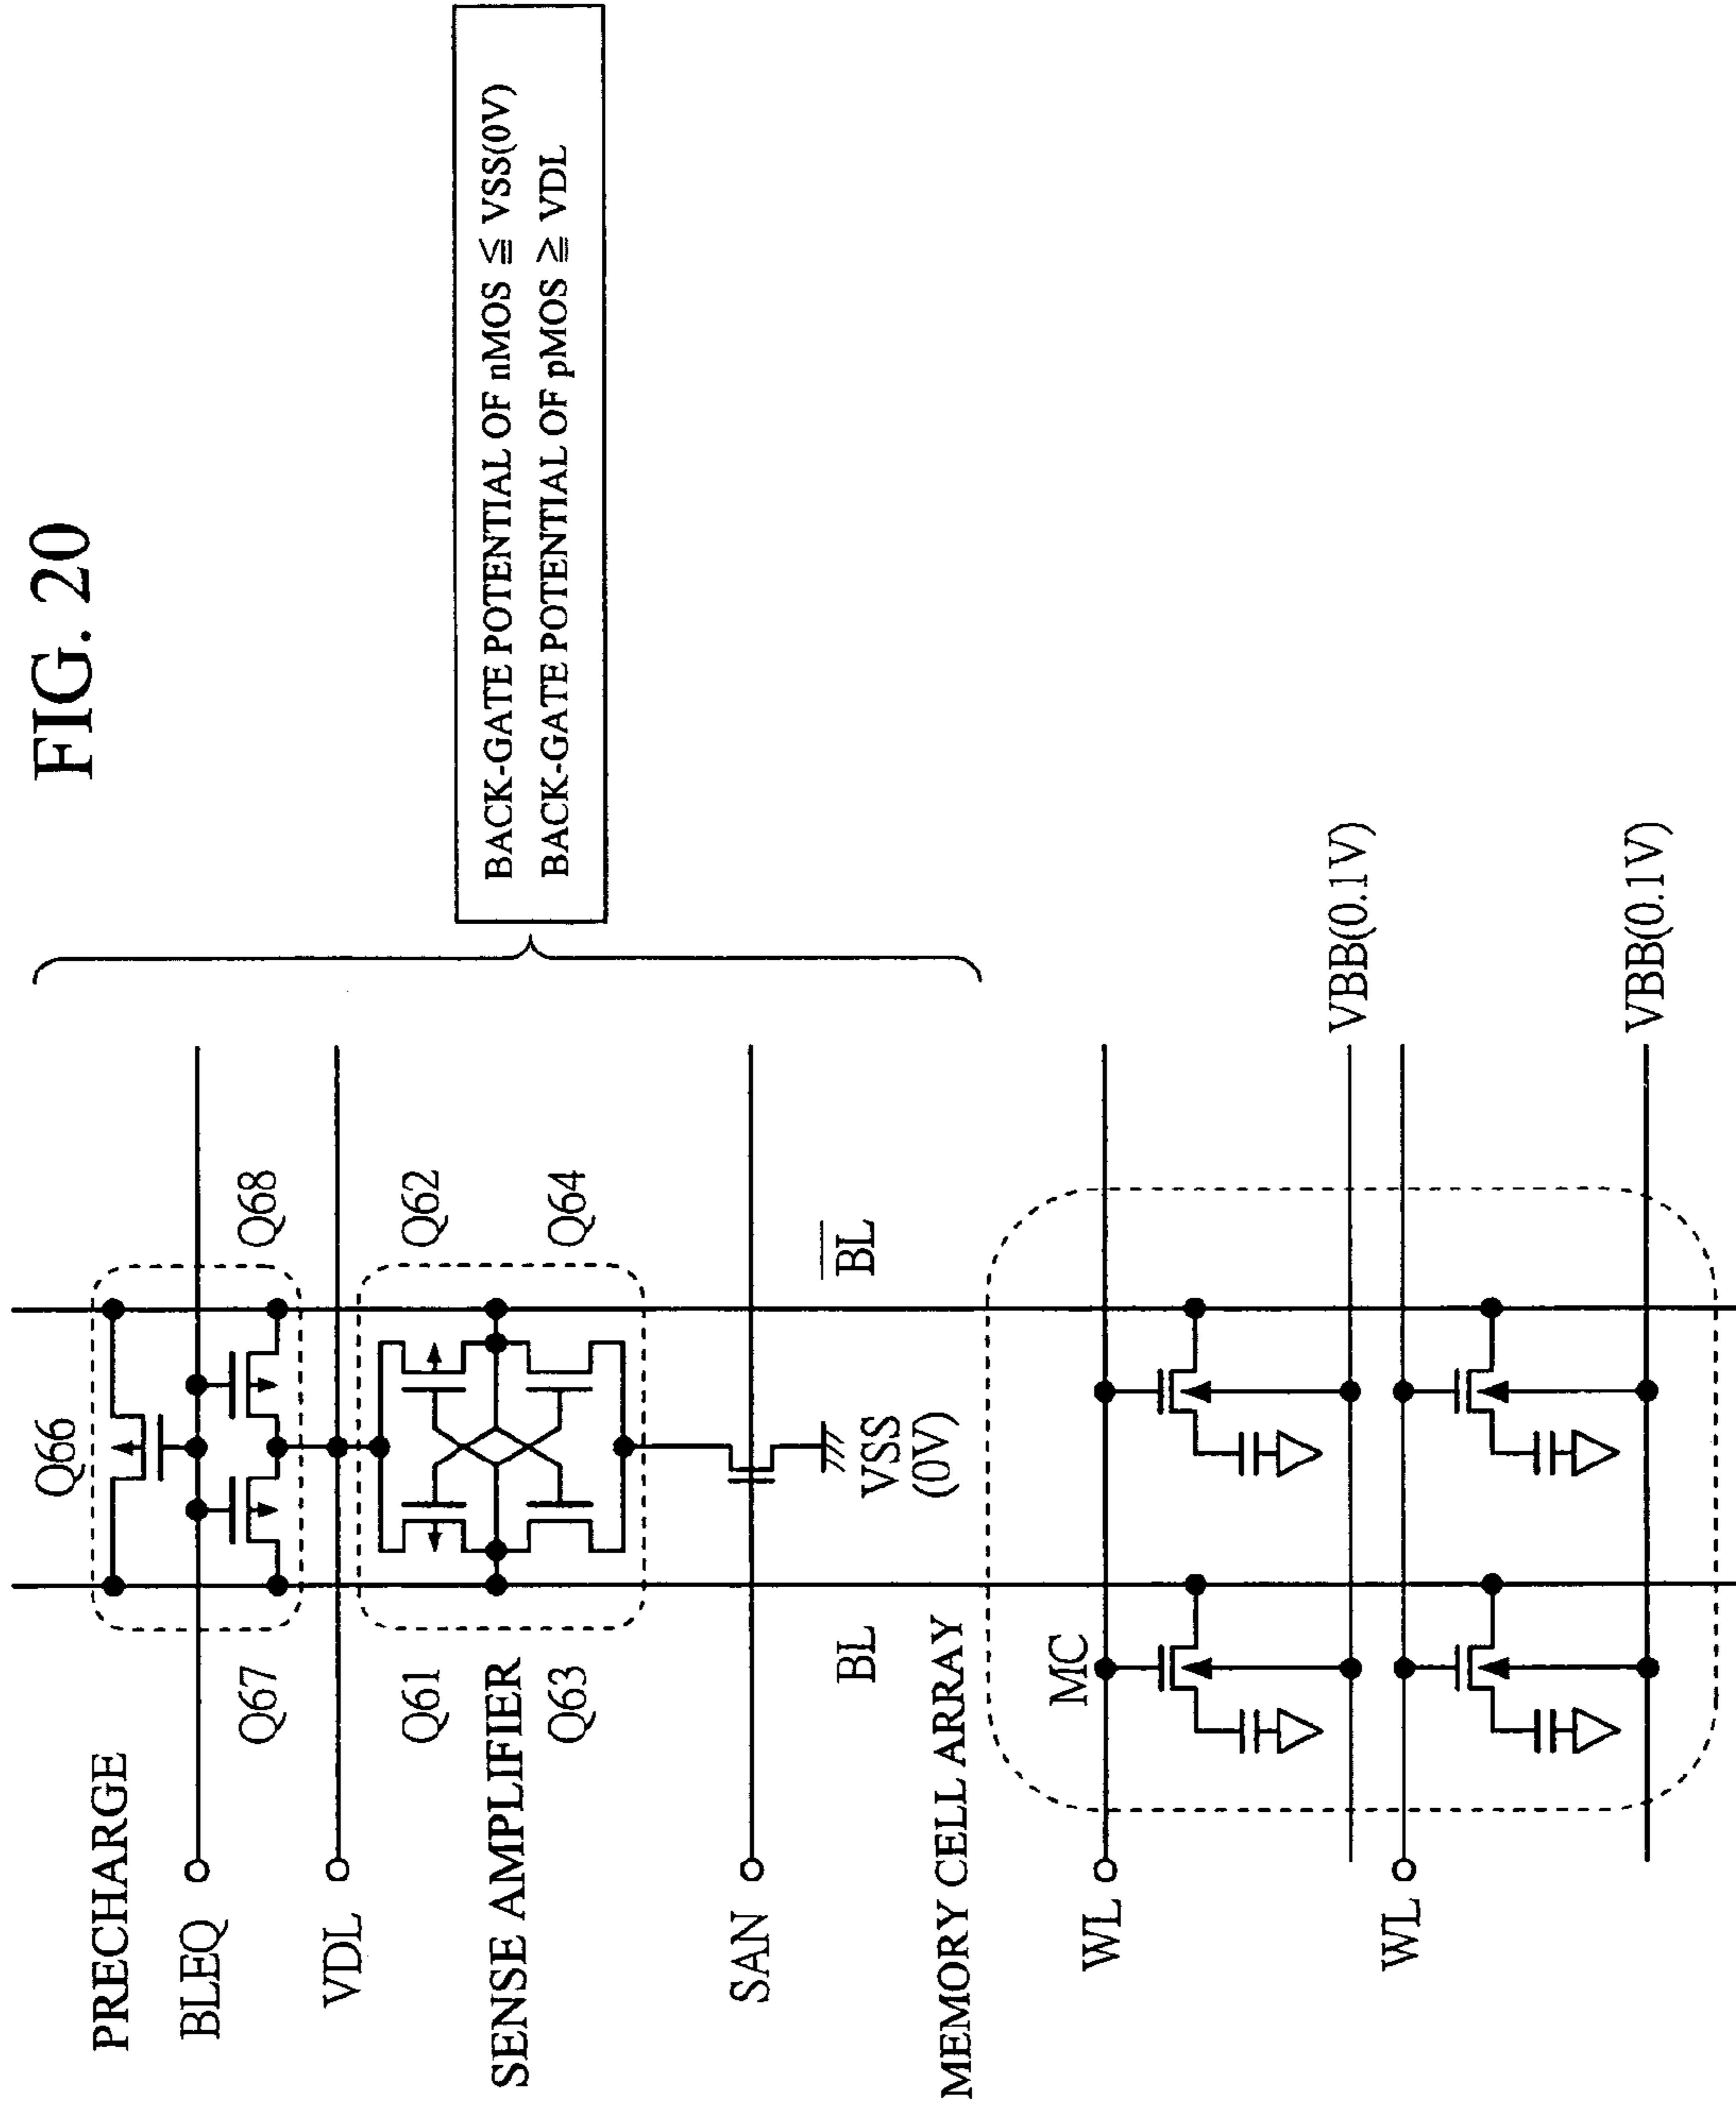 FIG. 20
PRECHARGE
Q66
BLEQ
Q67
Q68
VDL
Q61
Q62
SENSE AMPLIFIER
Q63
Q64
BACK-GATE POTENTIAL OF nMOS ≦ VSS(0V)
BACK-GATE POTENTIAL OF pMOS ≧ VDL
SAN
VSS
(0V)
BL
BL
MEMORY CELL ARRAY
MC
WL
VBB(0.1V)
WL
VBB(0.1V)